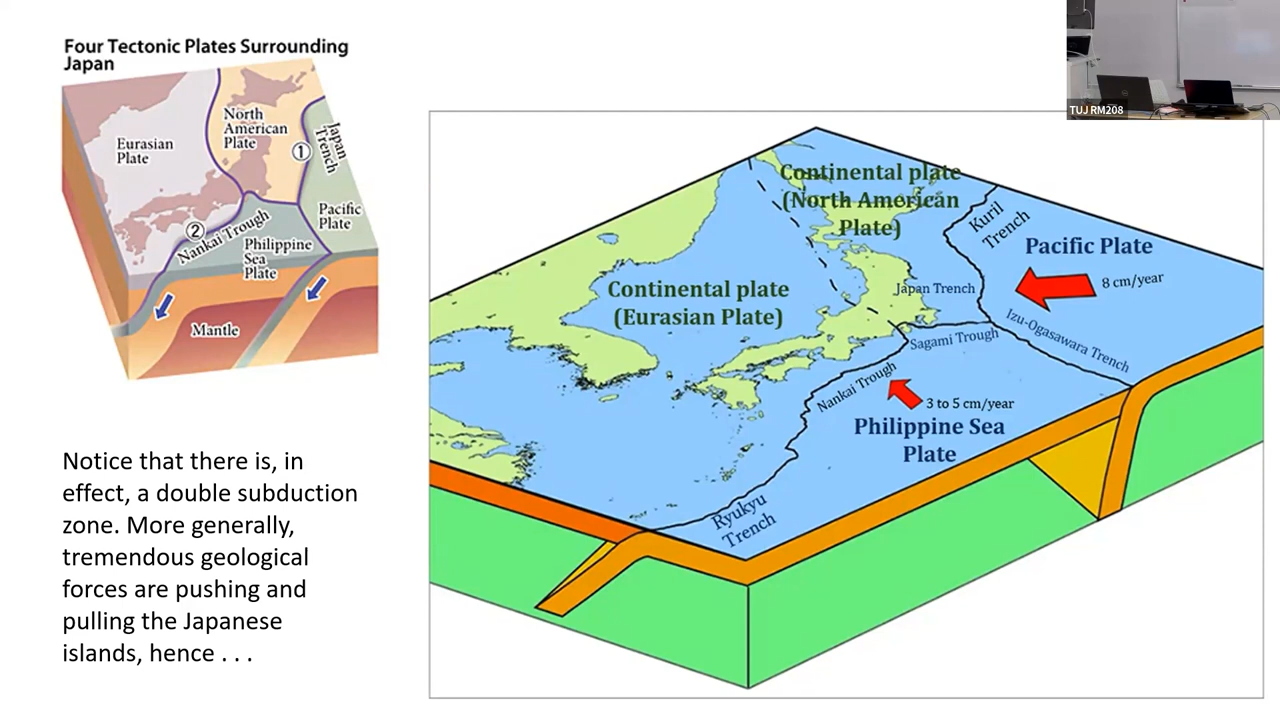 Four Tectonic Plates Surrounding
Japan
North
American
Plate
Eurasian
Plate
①
Japan
Trench
Pacific
Plate
②
Nankai Trough
Philippine
Sea
Plate
Mantle
Notice that there is, in
effect, a double subduction
zone. More generally,
tremendous geological
forces are pushing and
pulling the Japanese
islands, hence . . .
Continental plate
(North American
Plate)
Kuril
Trench
Pacific Plate
8 cm/year
Continental plate
(Eurasian Plate)
Japan Trench
Izu-Ogasawara Trench
Sagami Trough
Nankai Trough
3 to 5 cm/year
Philippine Sea
Plate
Ryukyu
Trench
TUJ RM208